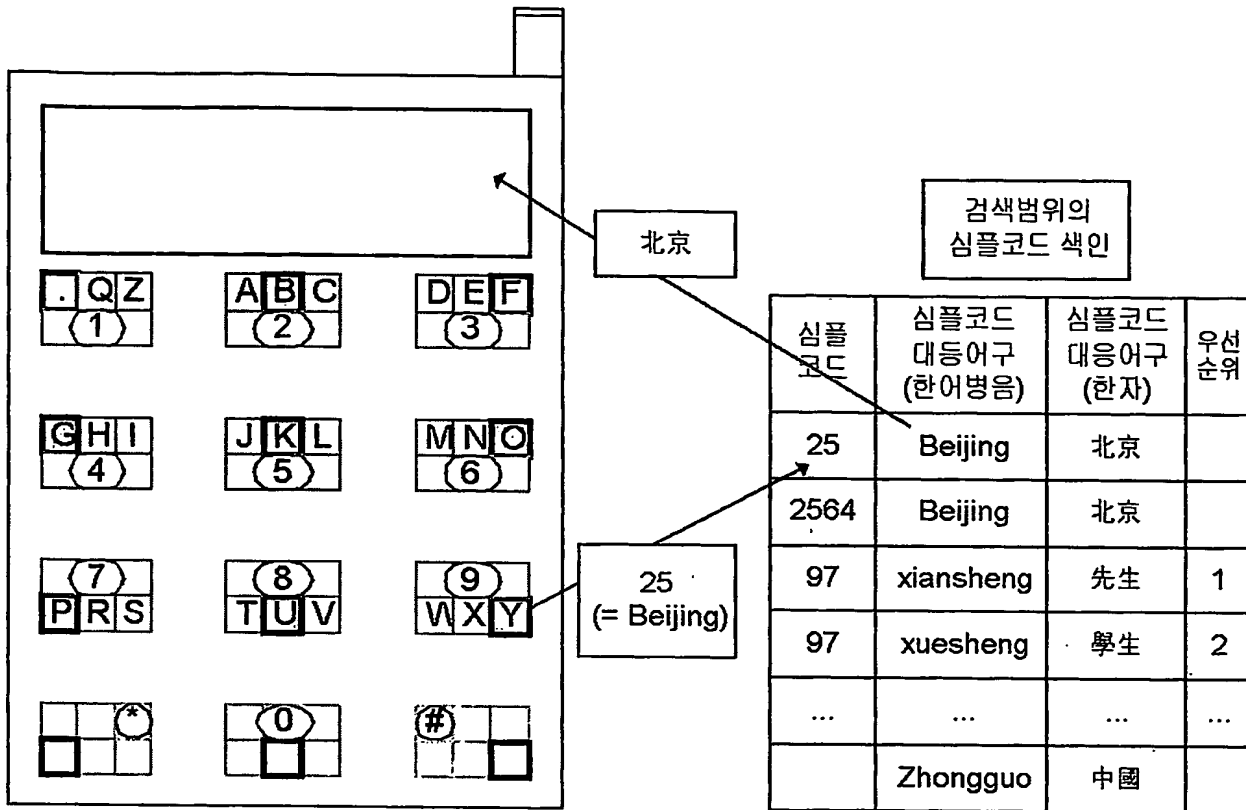 . Q Z
1
A B C
2
D E F
3
G H I
4
J K L
5
M N O
6
7
P R S
8
T U V
9
W X Y
*
0
#
北京
25
(= Beijing)
검색범위의
심플코드 색인
심플
코드
심플코드
대등어구
(한어병음)
심플코드
대응어구
(한자)
우선
순위
25 Beijing 北京
2564 Beijing 北京
97 xiansheng 先生 1
97 xuesheng 學生 2
... ... ... ...
Zhongguo 中國